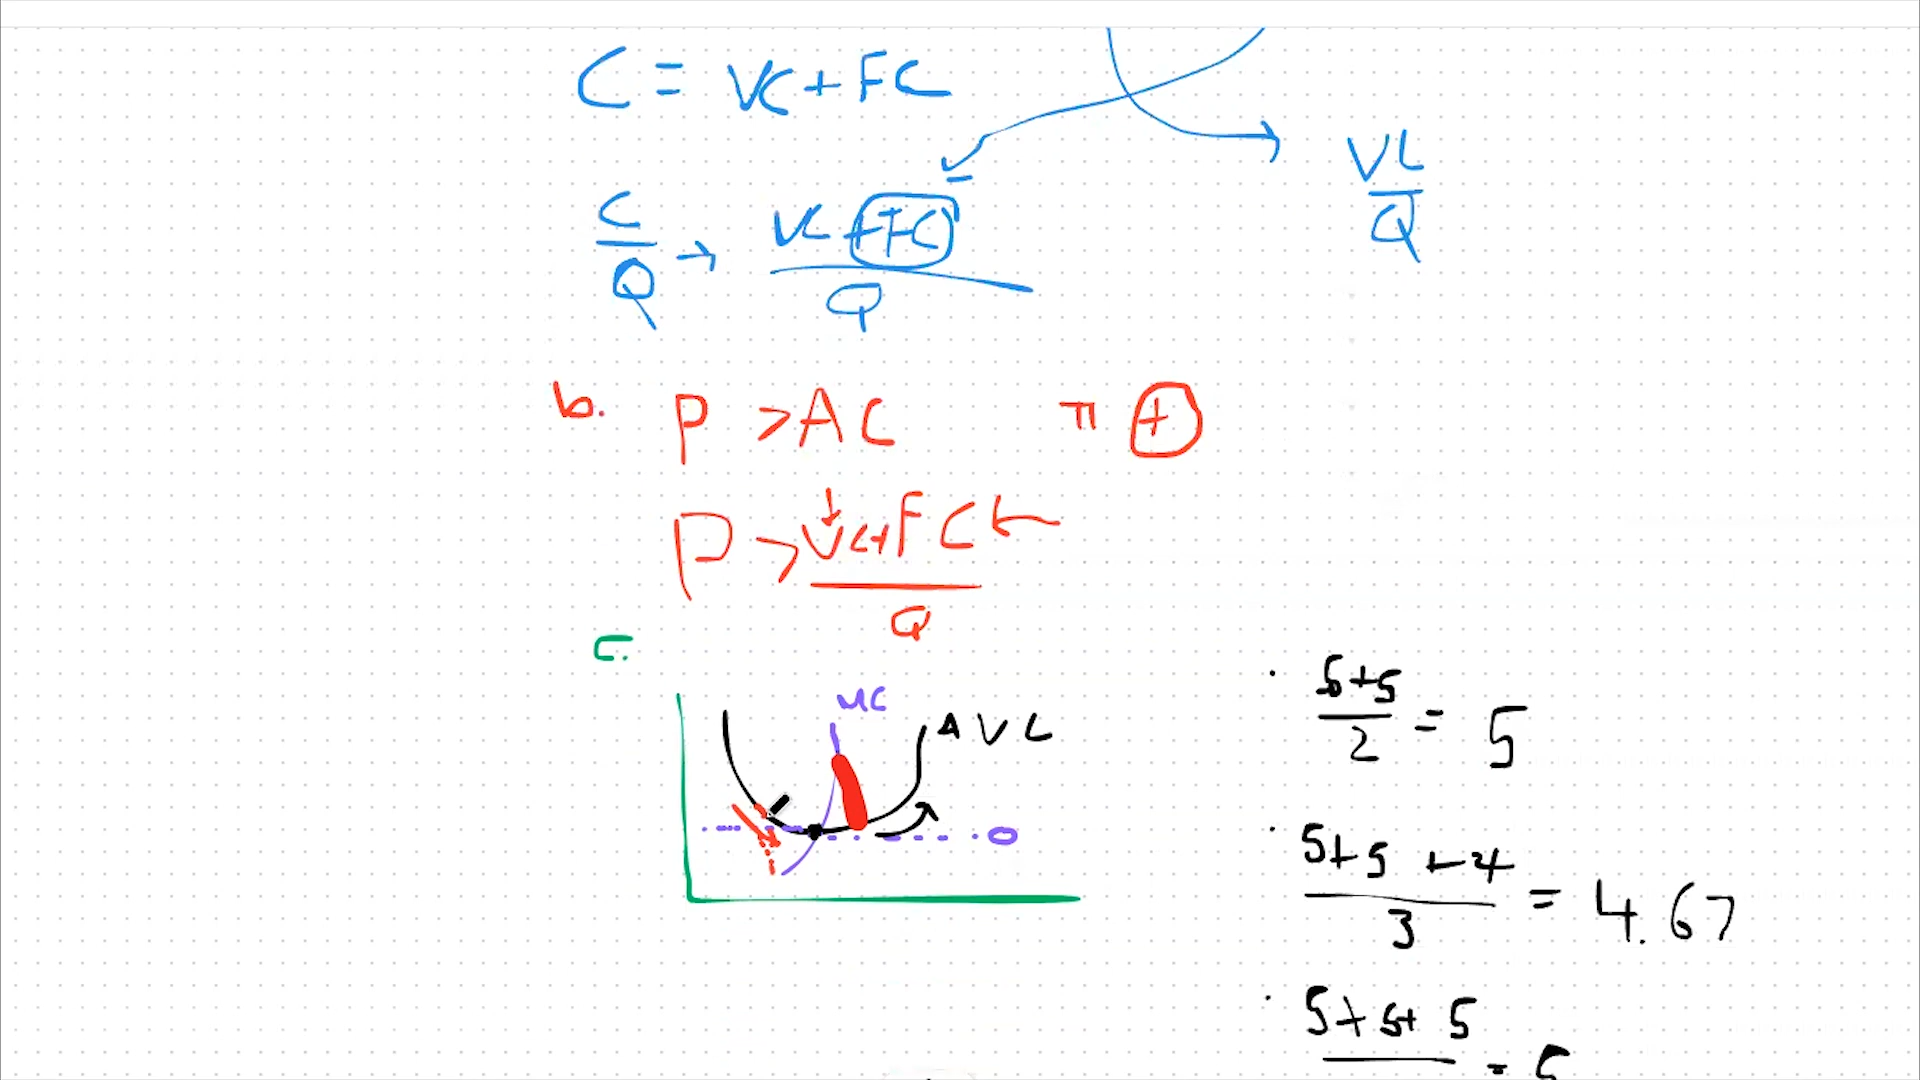 C = VC + FC
VC
Q
C/Q → VC + FC
Q
b. P > AC π +
P > VC + FC ←
Q
c.
MC
AVC
5+5
2 = 5
5+5+4
3 = 4.67
5+5+5
= 5